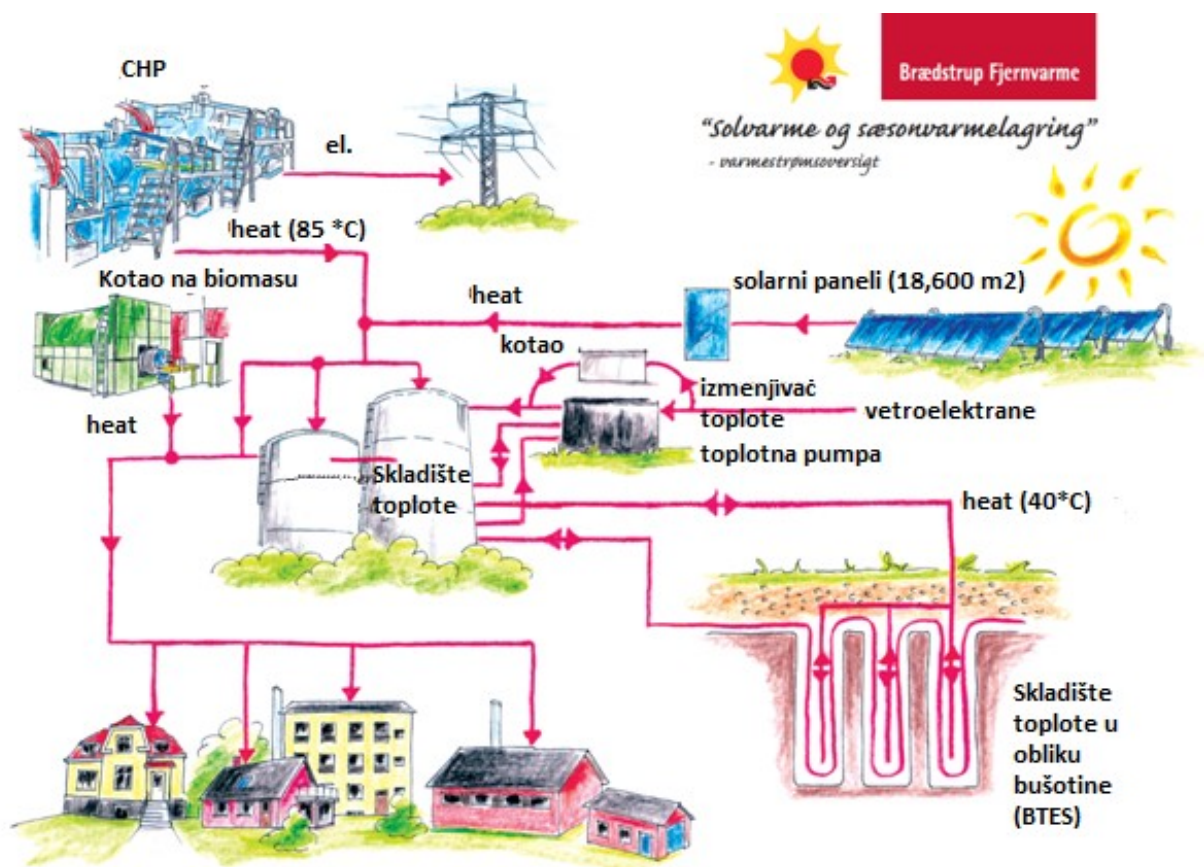 CHP
Brædstrup Fjernvarme
"Solvarme og sæsonvarmelagring"
- varmestrømsoversigt
el.
heat (85 *C)
Kotao na biomasu
solarni paneli (18,600 m2)
heat
kotao
izmenjivač
toplote
vetroelektrane
heat
toplotna pumpa
Skladište
toplote
heat (40*C)
Skladište
toplote u
obliku
bušotine
(BTES)